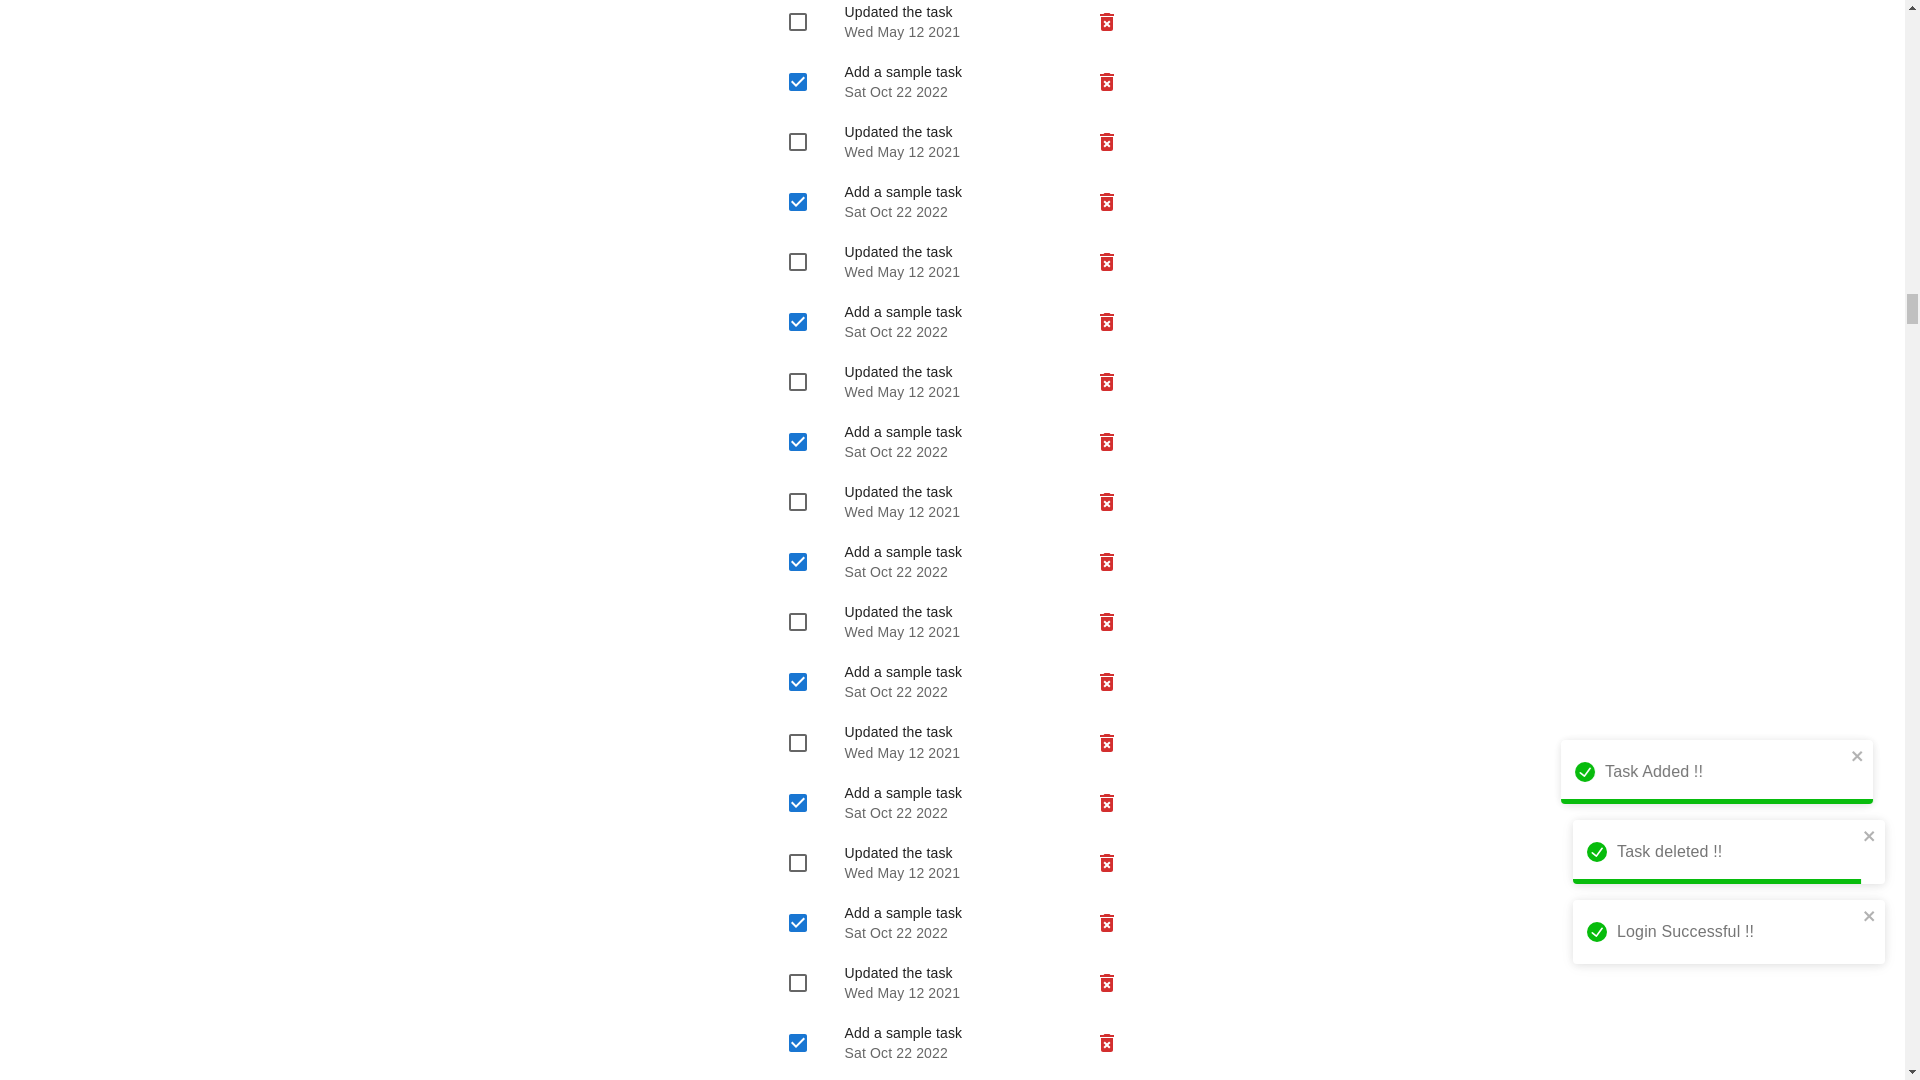 Updated the task
Wed May 12 2021
Add a sample task
Sat Oct 22 2022
Updated the task
Wed May 12 2021
Add a sample task
Sat Oct 22 2022
Updated the task
Wed May 12 2021
Add a sample task
Sat Oct 22 2022
Updated the task
Wed May 12 2021
Add a sample task
Sat Oct 22 2022
Updated the task
Wed May 12 2021
Add a sample task
Sat Oct 22 2022
Updated the task
Wed May 12 2021
Add a sample task
Sat Oct 22 2022
Updated the task
Wed May 12 2021
Add a sample task
Sat Oct 22 2022
Updated the task
Wed May 12 2021
Add a sample task
Sat Oct 22 2022
Updated the task
Wed May 12 2021
Add a sample task
Sat Oct 22 2022
Task Added !!
Task deleted !!
Login Successful !!